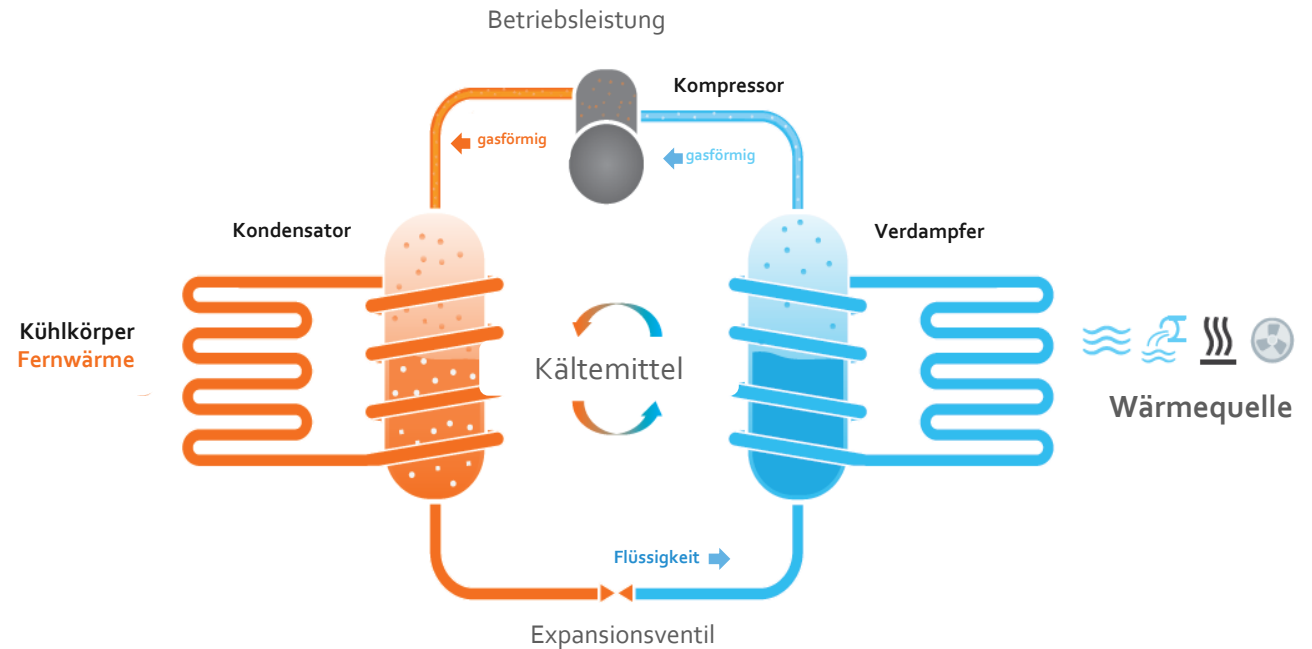 Betriebsleistung
Kompressor
gasförmig
gasförmig
Kondensator
Verdampfer
Kühlkörper
Fernwärme
Kältemittel
Wärmequelle
Flüssigkeit
Expansionsventil